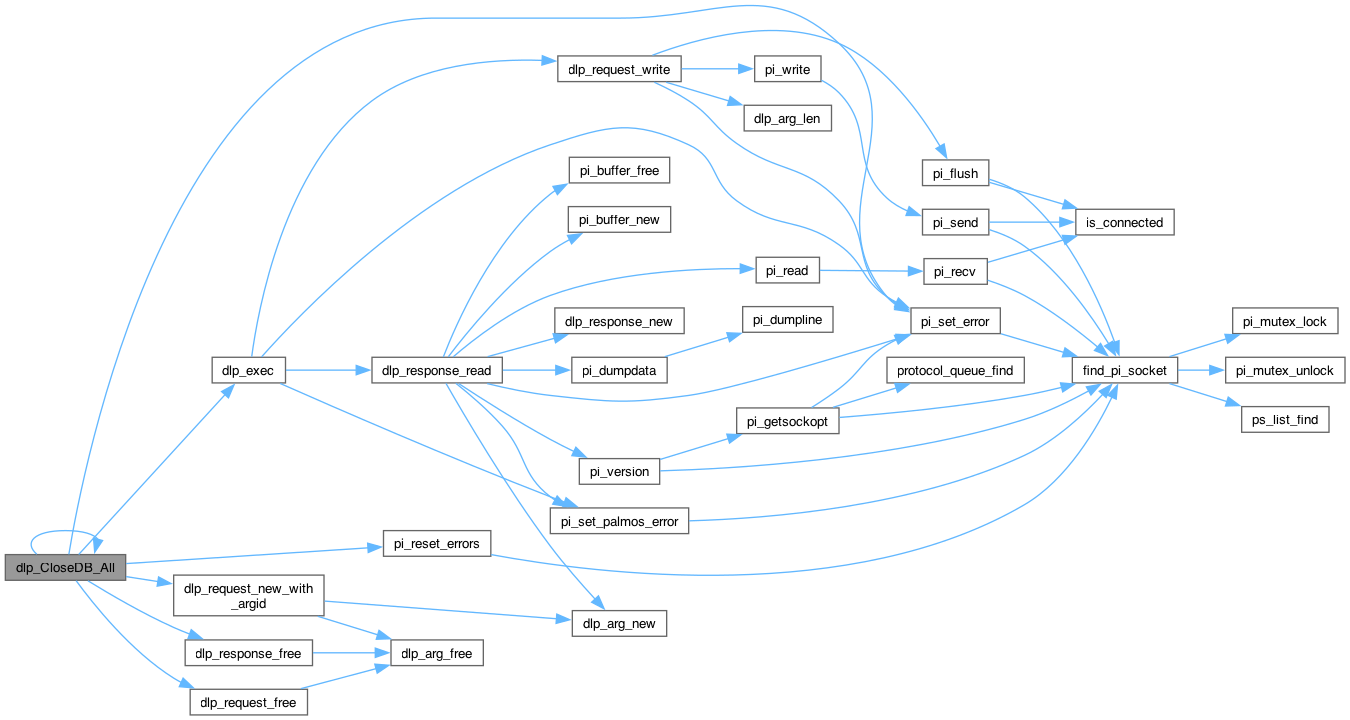 dlp_request_write
pi_write
dlp_arg_len
pi_buffer_free
pi_flush
pi_buffer_new
pi_send
is_connected
pi_read
pi_recv
dlp_response_new
pi_dumpline
pi_set_error
pi_mutex_lock
dlp_exec
dlp_response_read
pi_dumpdata
protocol_queue_find
find_pi_socket
pi_mutex_unlock
pi_getsockopt
ps_list_find
pi_version
pi_set_palmos_error
pi_reset_errors
dlp_CloseDB_All
dlp_request_new_with
_argid
dlp_arg_new
dlp_response_free
dlp_arg_free
dlp_request_free